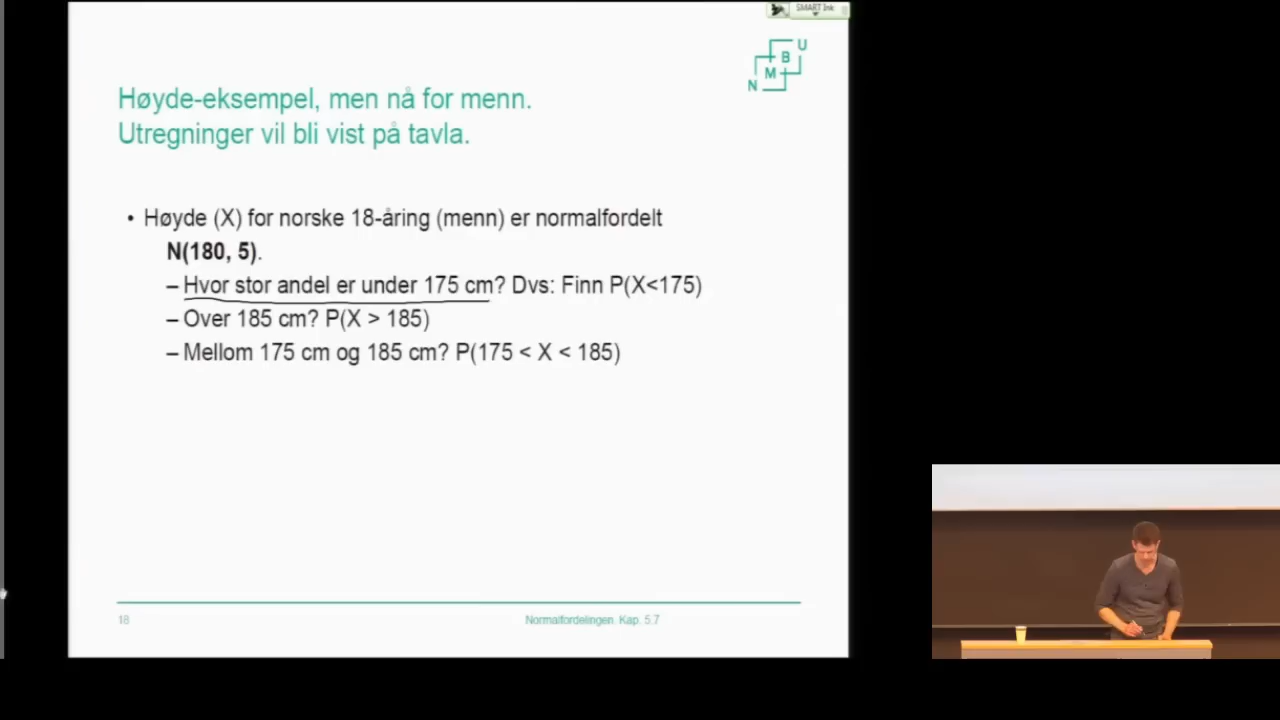 SMART Ink
N M B U
Høyde-eksempel, men nå for menn.
Utregninger vil bli vist på tavla.
• Høyde (X) for norske 18-åring (menn) er normalfordelt
N(180, 5).
– Hvor stor andel er under 175 cm? Dvs: Finn P(X<175)
– Over 185 cm? P(X > 185)
– Mellom 175 cm og 185 cm? P(175 < X < 185)
18
Normalfordelingen. Kap. 5.7